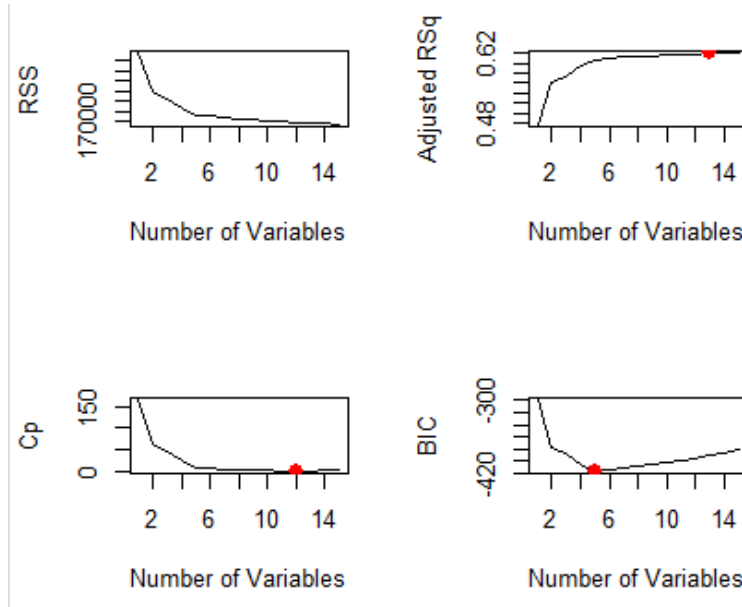 RSS
170000
2 6 10 14
Number of Variables
Adjusted RSq
0.48 0.62
2 6 10 14
Number of Variables
Cp
0 150
2 6 10 14
Number of Variables
BIC
-420 -300
2 6 10 14
Number of Variables